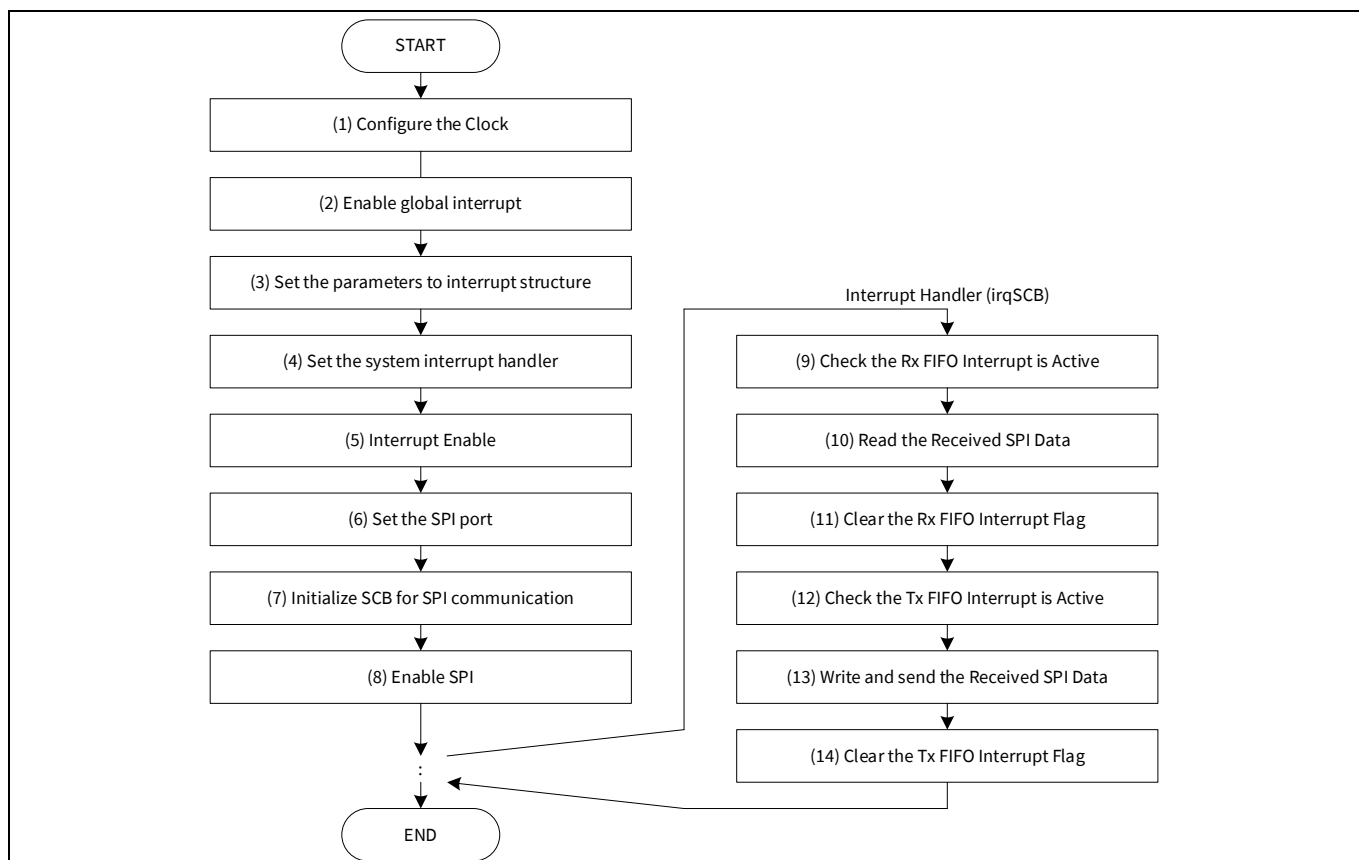 START
(1) Configure the Clock
(2) Enable global interrupt
(3) Set the parameters to interrupt structure
(4) Set the system interrupt handler
(5) Interrupt Enable
(6) Set the SPI port
(7) Initialize SCB for SPI communication
(8) Enable SPI
⋮
END
Interrupt Handler (irqSCB)
(9) Check the Rx FIFO Interrupt is Active
(10) Read the Received SPI Data
(11) Clear the Rx FIFO Interrupt Flag
(12) Check the Tx FIFO Interrupt is Active
(13) Write and send the Received SPI Data
(14) Clear the Tx FIFO Interrupt Flag